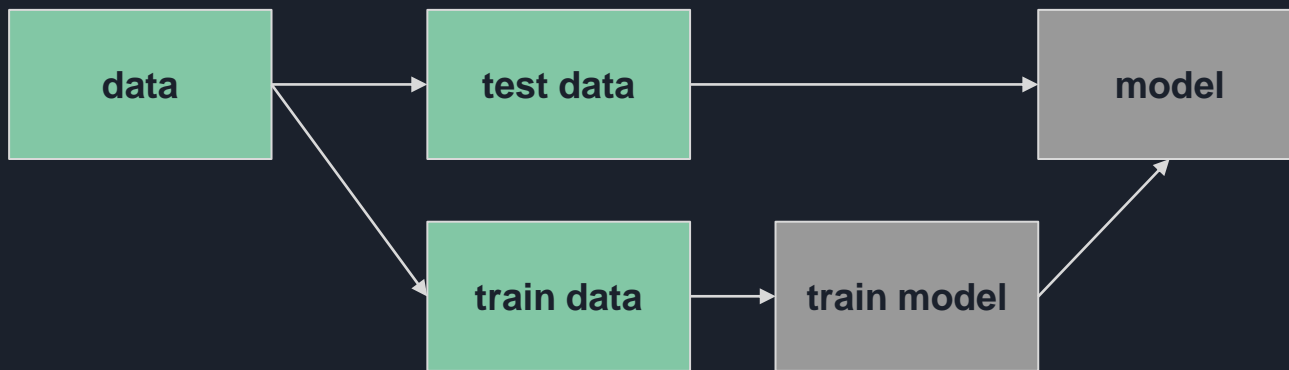 data
test data
model
train data
train model